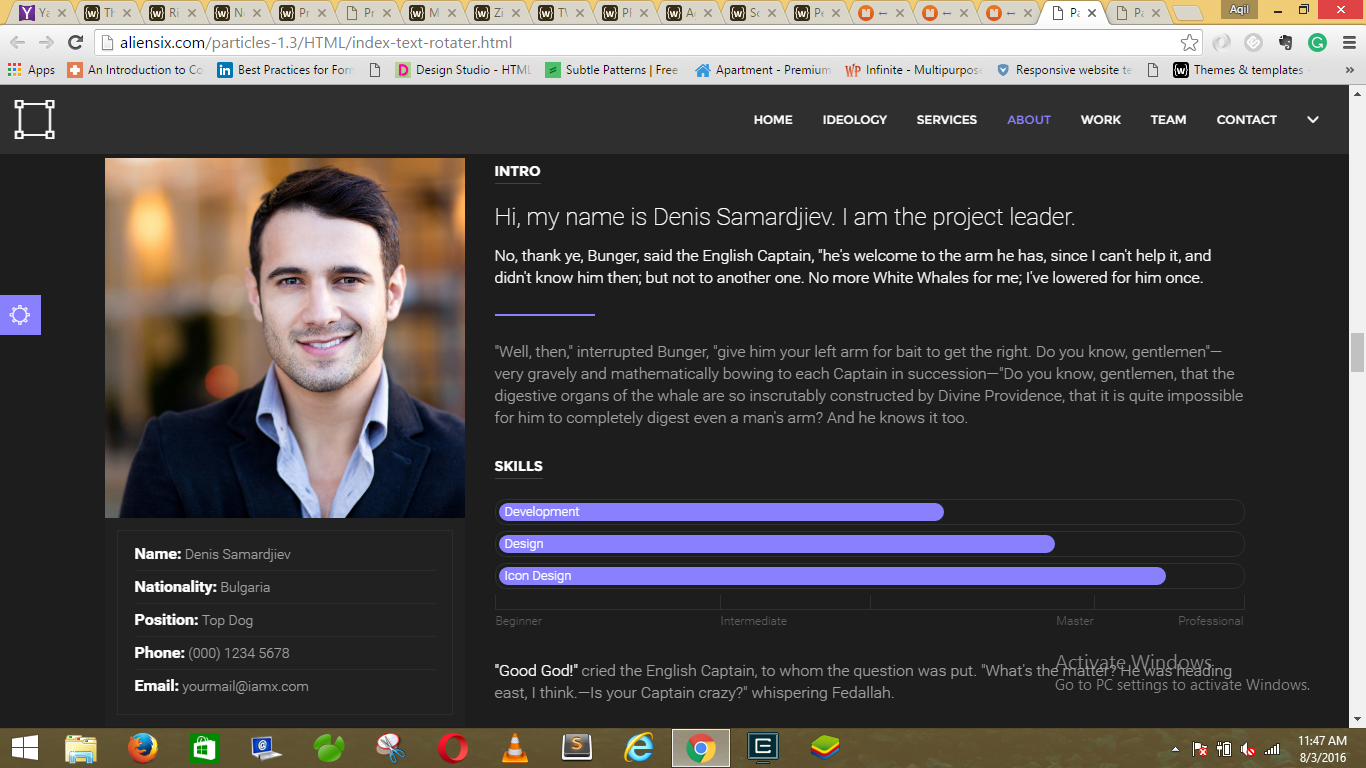 Ya
Th
Ri
Ne
Pr
Pr
M
Zi
TV
Pl
A
So
Pe
Pa
Pa
Aqil
aliensix.com/particles-1.3/HTML/index-text-rotater.html
Apps
An Introduction to Co
Best Practices for Form
Design Studio - HTML
Subtle Patterns | Free
Apartment - Premium
Infinite - Multipurpose
Responsive website te
Themes & templates
»
HOME IDEOLOGY SERVICES ABOUT WORK TEAM CONTACT
INTRO
Hi, my name is Denis Samardjiev. I am the project leader.
No, thank ye, Bunger, said the English Captain, "he's welcome to the arm he has, since I can't help it, and
didn't know him then; but not to another one. No more White Whales for me; I've lowered for him once.
"Well, then," interrupted Bunger, "give him your left arm for bait to get the right. Do you know, gentlemen"—
very gravely and mathematically bowing to each Captain in succession—"Do you know, gentlemen, that the
digestive organs of the whale are so inscrutably constructed by Divine Providence, that it is quite impossible
for him to completely digest even a man's arm? And he knows it too.
SKILLS
Development
Design
Icon Design
Beginner Intermediate Master Professional
"Good God!" cried the English Captain, to whom the question was put. "What's the matter? He was heading
east, I think.—Is your Captain crazy?" whispering Fedallah.
Name: Denis Samardjiev
Nationality: Bulgaria
Position: Top Dog
Phone: (000) 1234 5678
Email: yourmail@iamx.com
Activate Windows
Go to PC settings to activate Windows.
11:47 AM
8/3/2016